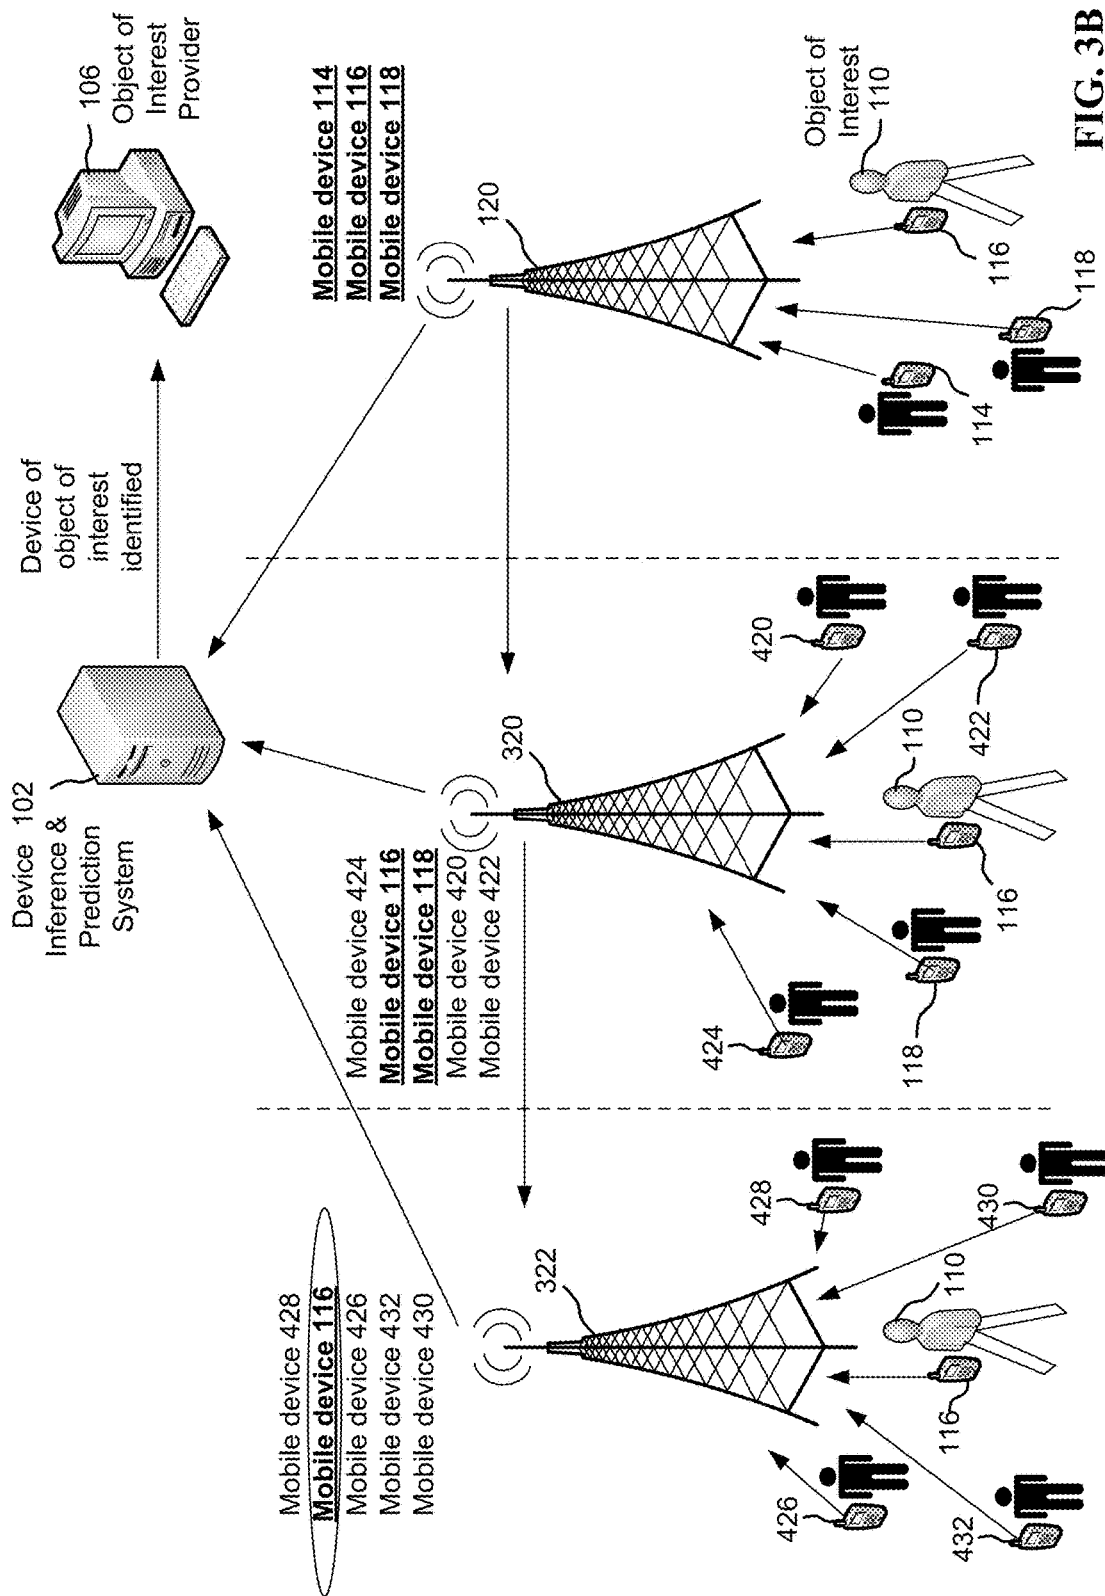 Device 102
Inference &
Prediction
System
Device of
object of
interest
identified
106
Object of
Interest
Provider
Mobile device 428
Mobile device 116
Mobile device 426
Mobile device 432
Mobile device 430
Mobile device 424
Mobile device 116
Mobile device 118
Mobile device 420
Mobile device 422
Mobile device 114
Mobile device 116
Mobile device 118
322
320
120
426
432
116
110
428
430
424
118
116
110
420
422
114
118
116
Object of
Interest
110
FIG. 3B